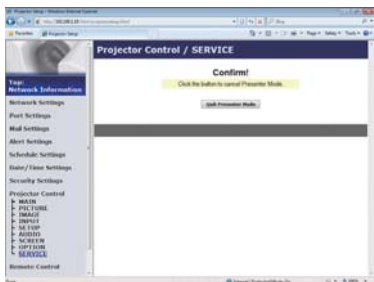 Projector Control / SERVICE
Confirm!
Click the button to cancel Presenter Mode.
Quit Presenter Mode
Top:
Network Information
Network Settings
Port Settings
Mail Settings
Alert Settings
Schedule Settings
Date/Time Settings
Security Settings
Projector Control
MAIN
PICTURE
IMAGE
INPUT
SETUP
AUDIO
SCREEN
OPTION
SERVICE
Remote Control